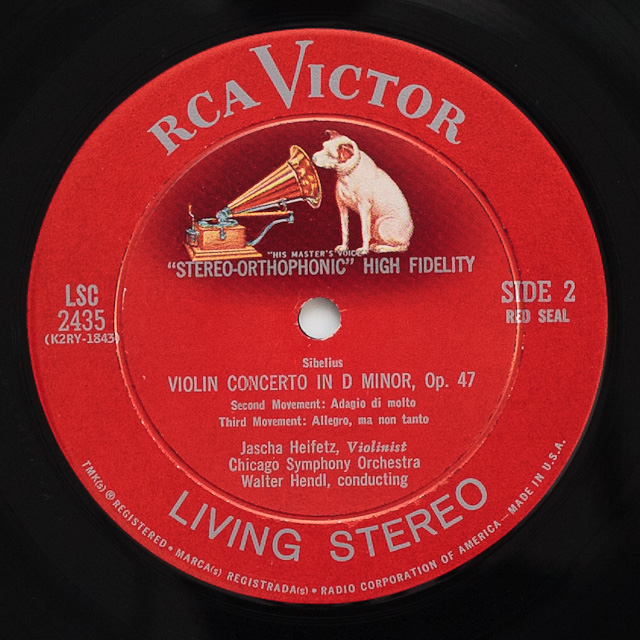 RCA VICTOR
"HIS MASTER'S VOICE"
"STEREO-ORTHOPHONIC" HIGH FIDELITY
LSC
2435
(K2RY-1843)
SIDE 2
RED SEAL
Sibelius
VIOLIN CONCERTO IN D MINOR, Op. 47
Second Movement: Adagio di molto
Third Movement: Allegro, ma non tanto
Jascha Heifetz, Violinist
Chicago Symphony Orchestra
Walter Hendl, conducting
LIVING STEREO
TMK(s) ® REGISTERED • MARCA(s) REGISTRADA(s) • RADIO CORPORATION OF AMERICA—MADE IN U.S.A.